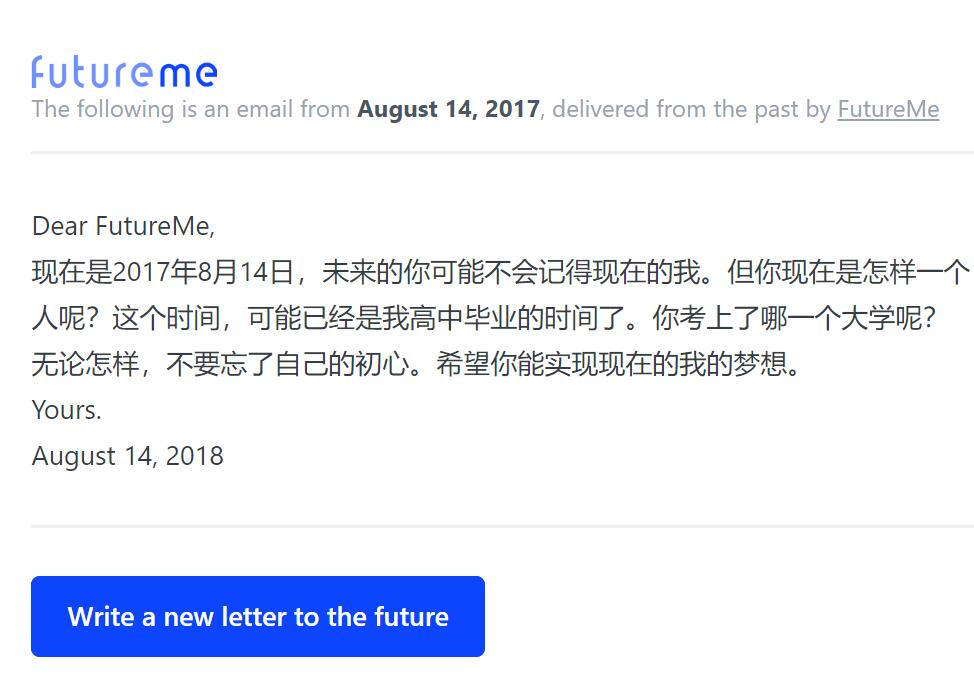 futureme
The following is an email from August 14, 2017, delivered from the past by FutureMe
Dear FutureMe,
现在是2017年8月14日，未来的你可能不会记得现在的我。但你现在是怎样一个
人呢？这个时间，可能已经是我高中毕业的时间了。你考上了哪一个大学呢？
无论怎样，不要忘了自己的初心。希望你能实现现在的我的梦想。
Yours.
August 14, 2018
Write a new letter to the future